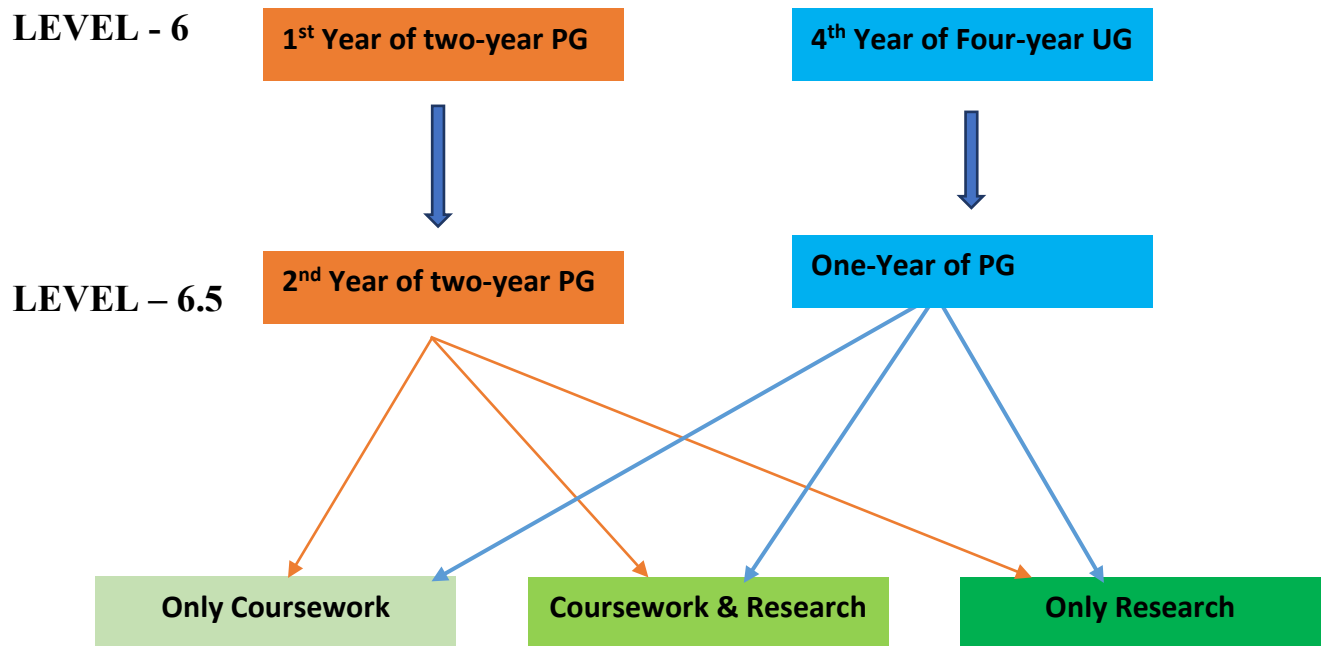 LEVEL - 6
1st Year of two-year PG
4th Year of Four-year UG
2nd Year of two-year PG
One-Year of PG
LEVEL – 6.5
Only Coursework
Coursework & Research
Only Research